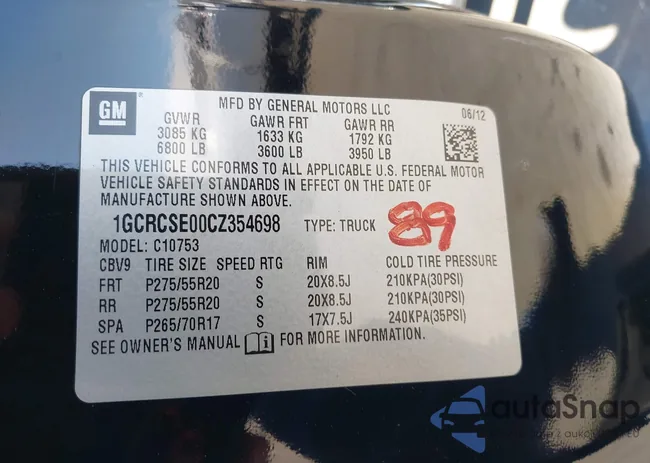 GM
MFD BY GENERAL MOTORS LLC
06/12
GVWR GAWR FRT GAWR RR
3085 KG 1633 KG 1792 KG
6800 LB 3600 LB 3950 LB
THIS VEHICLE CONFORMS TO ALL APPLICABLE U.S. FEDERAL MOTOR
VEHICLE SAFETY STANDARDS IN EFFECT ON THE DATE OF
MANUFACTURE SHOWN ABOVE.
1GCRCSE00CZ354698 TYPE: TRUCK 89
MODEL: C10753
CBV9 TIRE SIZE SPEED RTG RIM COLD TIRE PRESSURE
FRT P275/55R20 S 20X8.5J 210KPA(30PSI)
RR P275/55R20 S 20X8.5J 210KPA(30PSI)
SPA P265/70R17 S 17X7.5J 240KPA(35PSI)
SEE OWNER'S MANUAL FOR MORE INFORMATION.
autoSnap